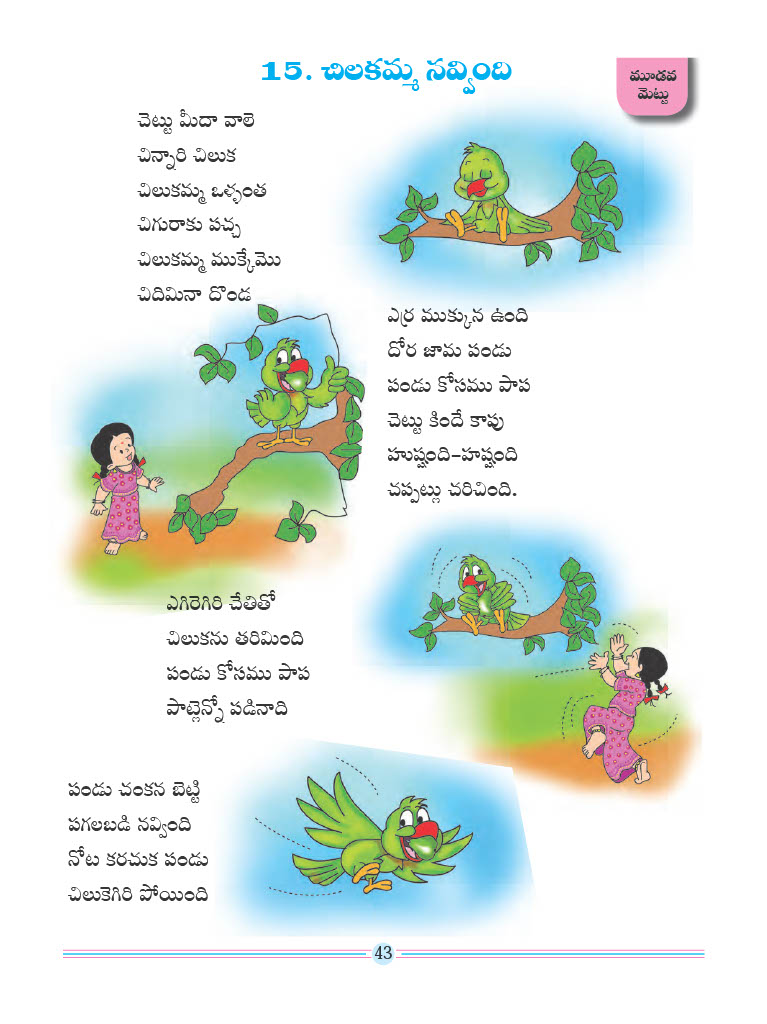 15. చిలకమ్మ నవ్వింది
మూడవ
మెట్టు
చెట్టు మీదా వాలె
చిన్నారి చిలుక
చిలుకమ్మ ఒళ్ళంత
చిగురాకు పచ్చ
చిలుకమ్మ ముక్కేమొ
చిదిమినా దొండ
ఎర్ర ముక్కున ఉంది
దోర జామ పండు
పండు కోసము పాప
చెట్టు కిందే కాపు
హుష్షంది-హష్షంది
చప్పట్లు చరిచింది.
ఎగిరెగిరి చేతితో
చిలుకను తరిమింది
పండు కోసము పాప
పాట్లెన్నో పడినాది
పండు చంకన బెట్టి
పగలబడి నవ్వింది
నోట కరచుక పండు
చిలుకెగిరి పోయింది
43